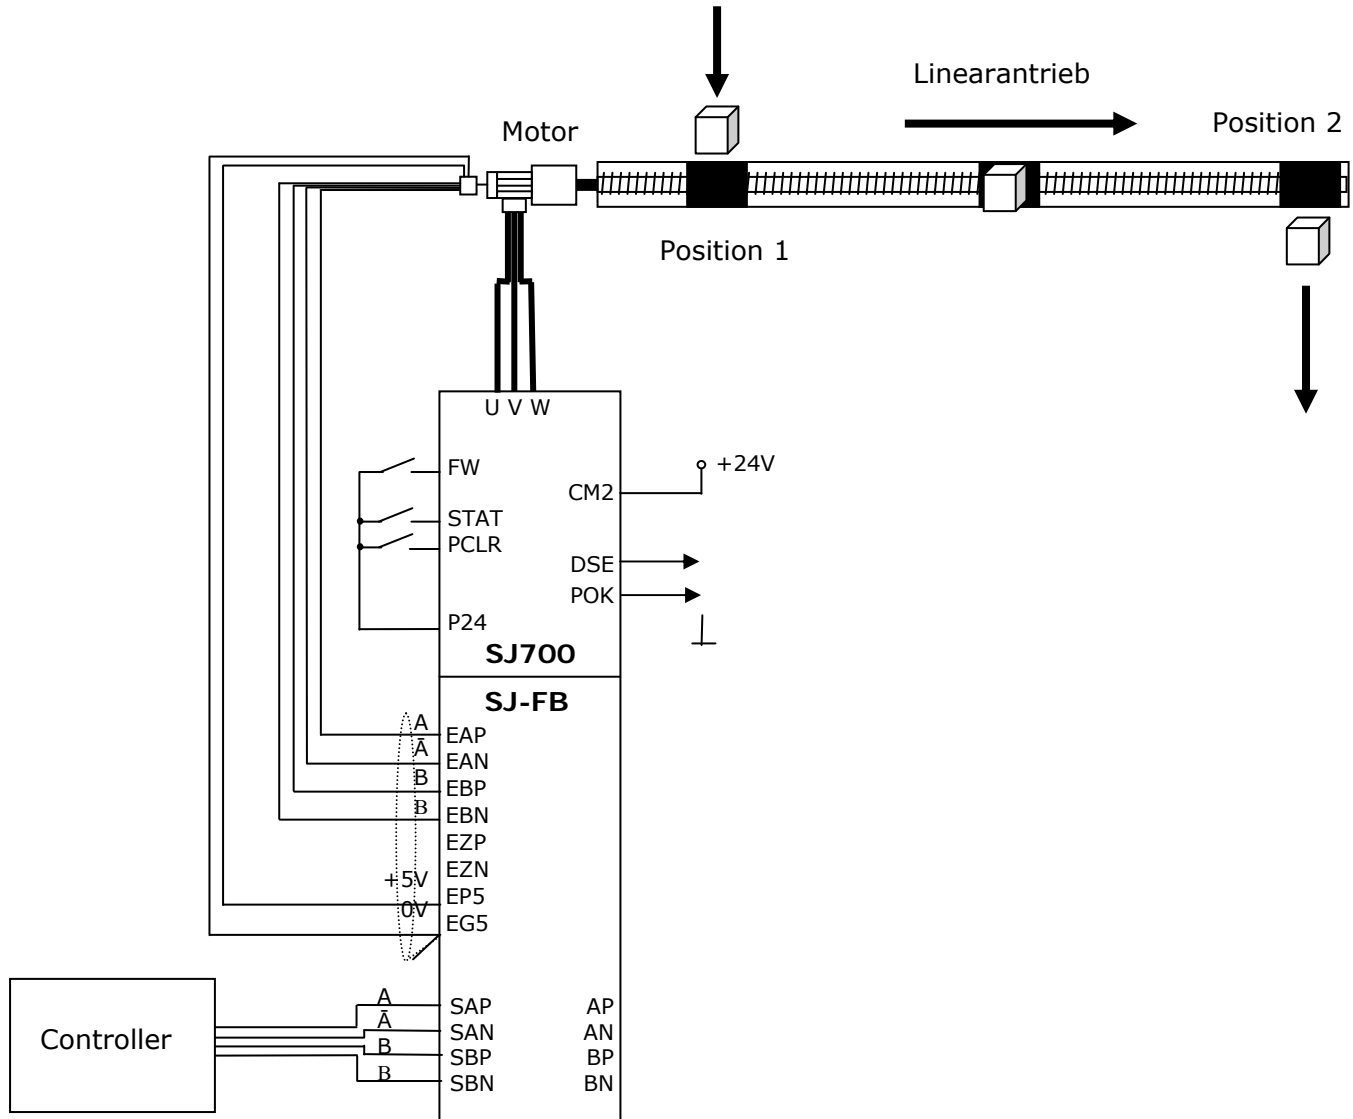 Linearantrieb
Motor
Position 2
Position 1
U V W
FW
+24V
CM2
STAT
PCLR
DSE
POK
P24
SJ700
SJ-FB
A
EAP
Ā
EAN
B
EBP
B
EBN
EZP
EZN
+5V
EP5
0V
EG5
A
SAP
AP
Ā
SAN
AN
Controller
B
SBP
BP
B
SBN
BN